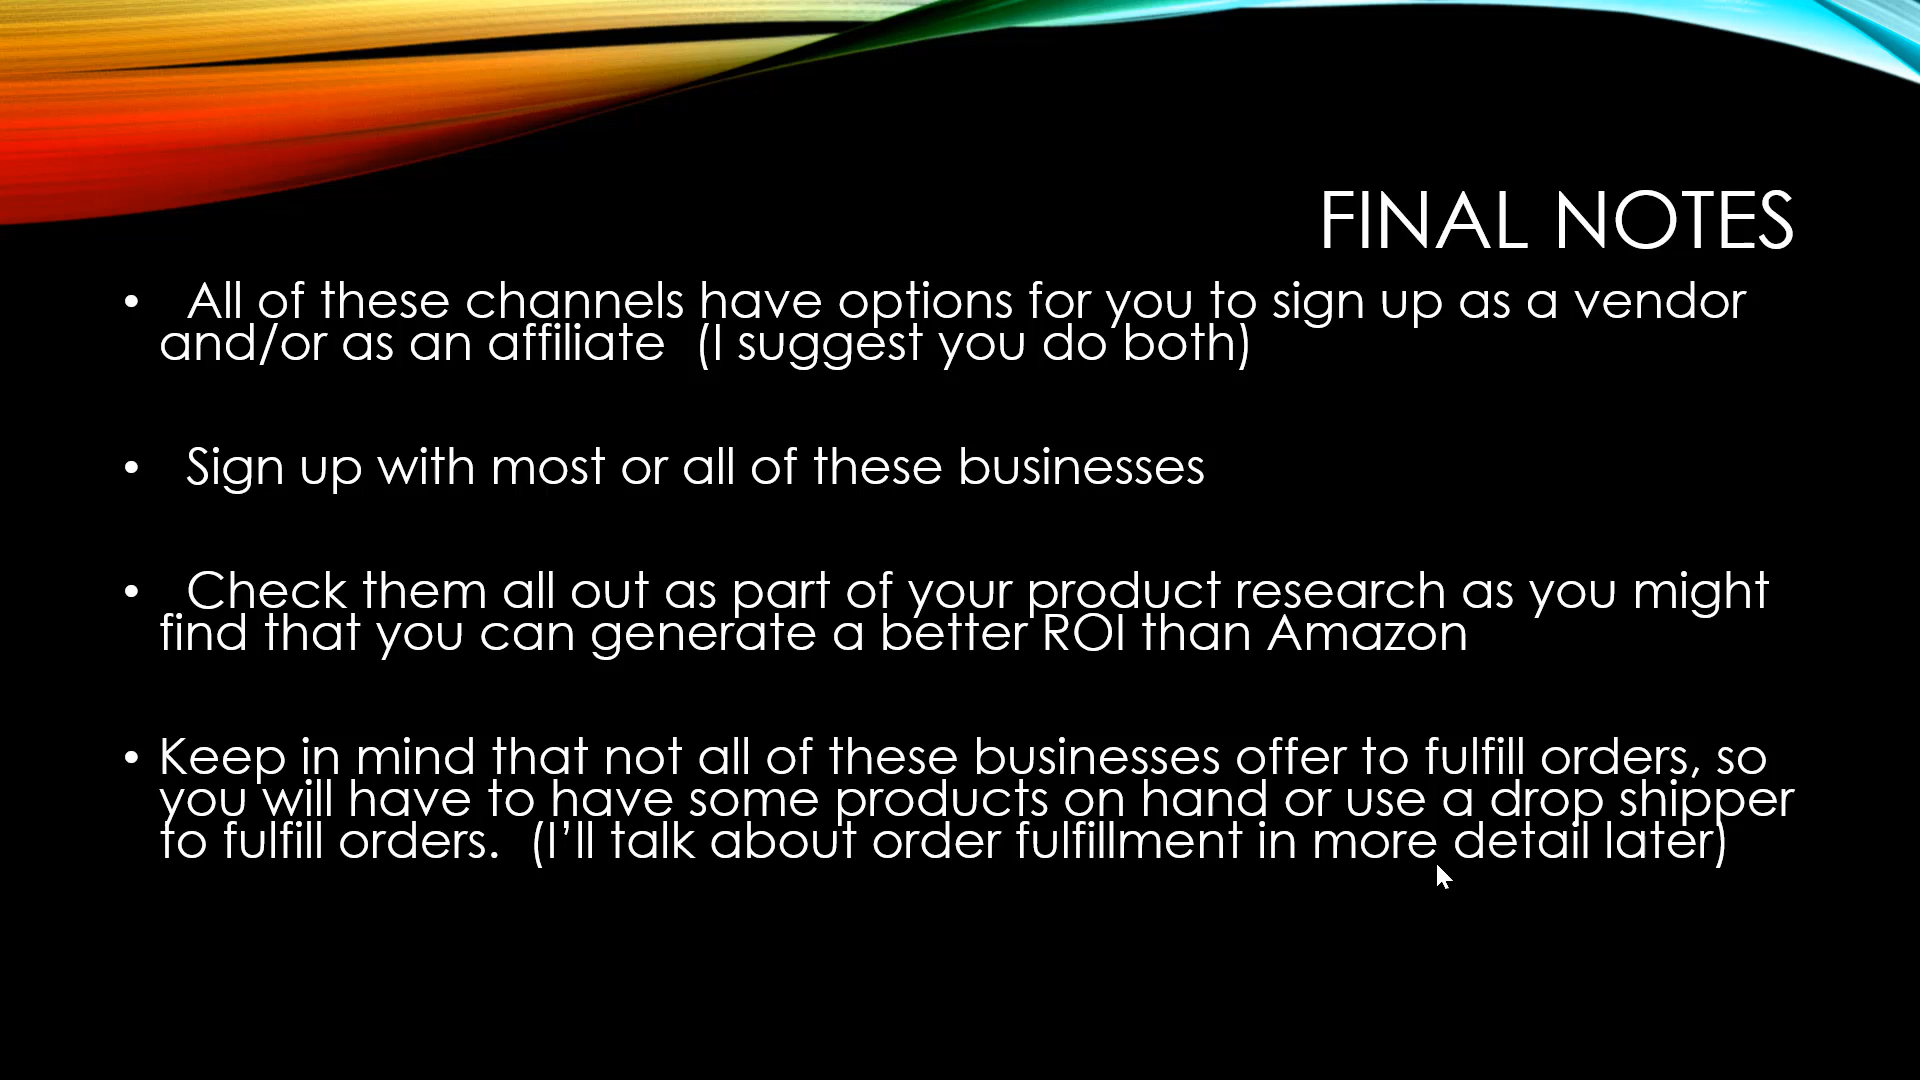 FINAL NOTES
• All of these channels have options for you to sign up as a vendor
and/or as an affiliate (I suggest you do both)
• Sign up with most or all of these businesses
• Check them all out as part of your product research as you might
find that you can generate a better ROI than Amazon
• Keep in mind that not all of these businesses offer to fulfill orders, so
you will have to have some products on hand or use a drop shipper
to fulfill orders. (I’ll talk about order fulfillment in more detail later)